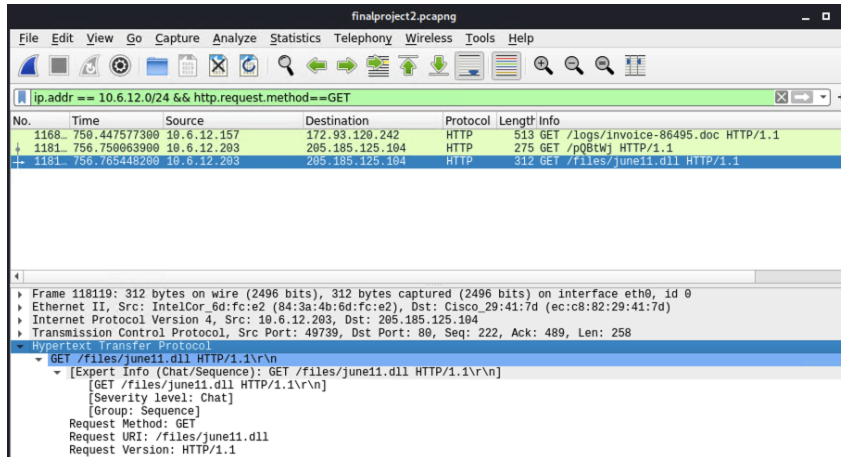 finalproject2.pcapng
File Edit View Go Capture Analyze Statistics Telephony Wireless Tools Help
ip.addr == 10.6.12.0/24 && http.request.method==GET
No. Time Source Destination Protocol Length Info
1168… 750.447577300 10.6.12.157 172.93.120.242 HTTP 513 GET /logs/invoice-86495.doc HTTP/1.1
1181… 756.750063900 10.6.12.203 205.185.125.104 HTTP 275 GET /pQBtWj HTTP/1.1
1181… 756.765448200 10.6.12.203 205.185.125.104 HTTP 312 GET /files/june11.dll HTTP/1.1
Frame 118119: 312 bytes on wire (2496 bits), 312 bytes captured (2496 bits) on interface eth0, id 0
Ethernet II, Src: IntelCor_6d:fc:e2 (84:3a:4b:6d:fc:e2), Dst: Cisco_29:41:7d (ec:c8:82:29:41:7d)
Internet Protocol Version 4, Src: 10.6.12.203, Dst: 205.185.125.104
Transmission Control Protocol, Src Port: 49739, Dst Port: 80, Seq: 222, Ack: 489, Len: 258
Hypertext Transfer Protocol
GET /files/june11.dll HTTP/1.1\r\n
[Expert Info (Chat/Sequence): GET /files/june11.dll HTTP/1.1\r\n]
[GET /files/june11.dll HTTP/1.1\r\n]
[Severity level: Chat]
[Group: Sequence]
Request Method: GET
Request URI: /files/june11.dll
Request Version: HTTP/1.1